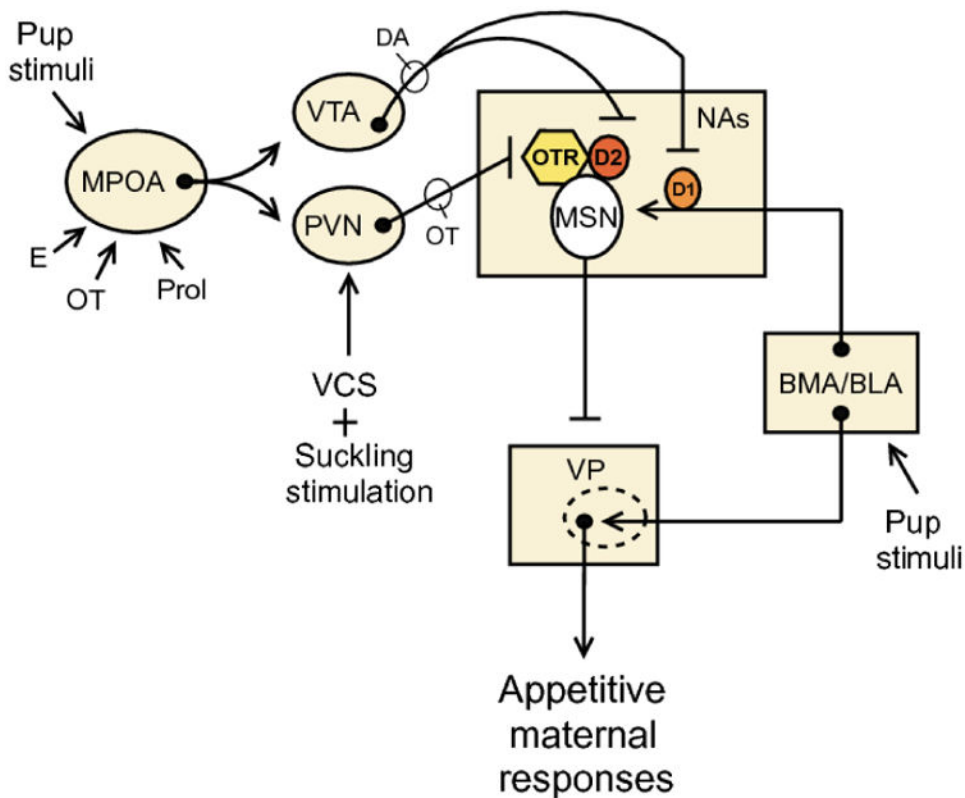 Pup
stimuli
DA
VTA
NAs
OTR
D2
MPOA
D1
PVN
MSN
OT
E
OT
Prol
VCS
+
Suckling
stimulation
BMA/BLA
VP
Pup
stimuli
Appetitive
maternal
responses